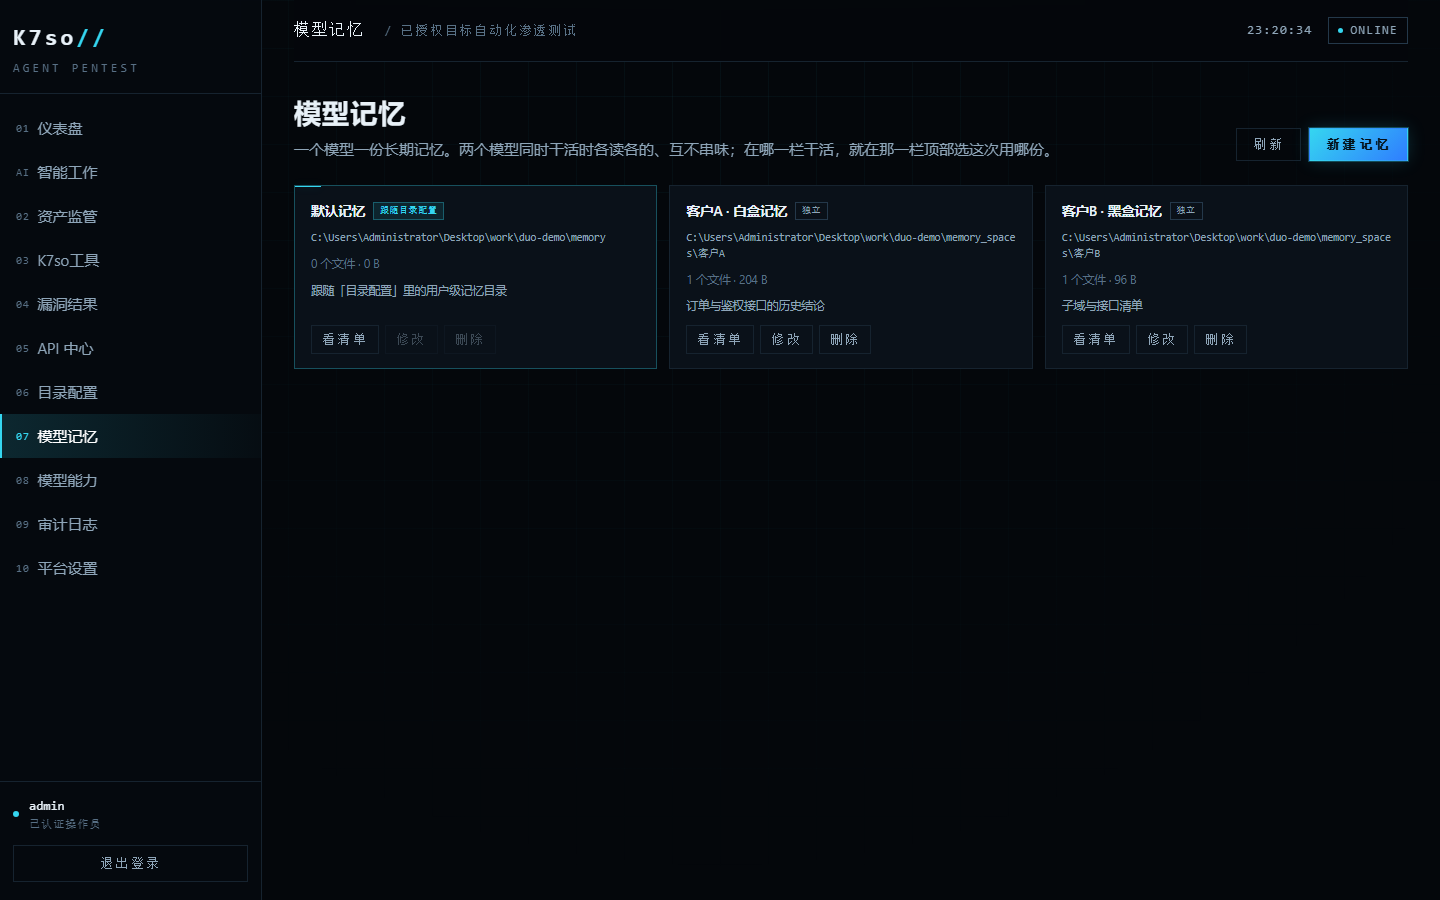 K7so//
AGENT PENTEST
01 仪表盘
AI 智能工作
02 资产监管
03 K7so工具
04 漏洞结果
05 API 中心
06 目录配置
07 模型记忆
08 模型能力
09 审计日志
10 平台设置
admin
已认证操作员
退出登录
模型记忆 / 已授权目标自动化渗透测试
23:20:34
ONLINE
模型记忆
一个模型一份长期记忆。两个模型同时干活时各读各的、互不串味；在哪一栏干活，就在那一栏顶部选这次用哪份。
刷新
新建记忆
默认记忆 跟随目录配置
C:\Users\Administrator\Desktop\work\duo-demo\memory
0 个文件 · 0 B
跟随「目录配置」里的用户级记忆目录
看清单 修改 删除
客户A · 白盒记忆 独立
C:\Users\Administrator\Desktop\work\duo-demo\memory_space
s\客户A
1 个文件 · 204 B
订单与鉴权接口的历史结论
看清单 修改 删除
客户B · 黑盒记忆 独立
C:\Users\Administrator\Desktop\work\duo-demo\memory_space
s\客户B
1 个文件 · 96 B
子域与接口清单
看清单 修改 删除